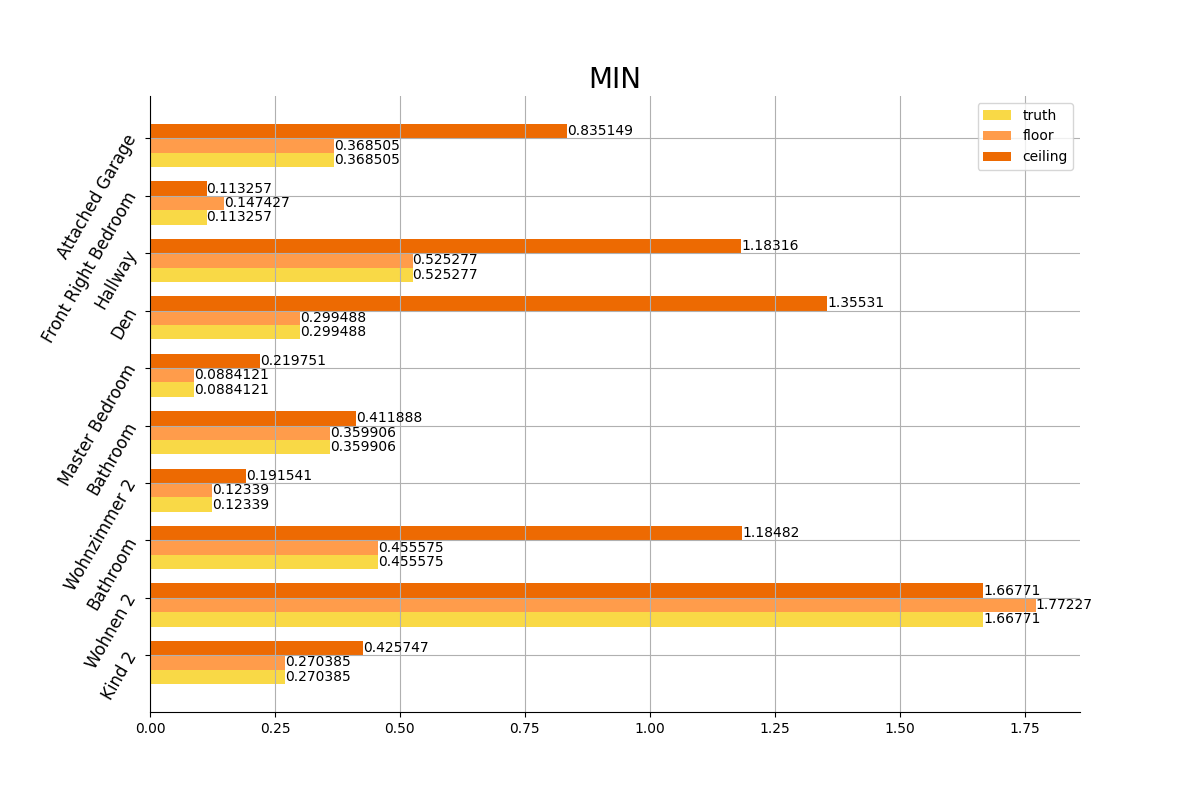 MIN
truth
floor
ceiling
Attached Garage
0.835149
0.368505
0.368505
Front Right Bedroom
0.113257
0.147427
0.113257
Hallway
1.18316
0.525277
0.525277
Den
1.35531
0.299488
0.299488
Master Bedroom
0.219751
0.0884121
0.0884121
Bathroom
0.411888
0.359906
0.359906
Wohnzimmer 2
0.191541
0.12339
0.12339
Bathroom
1.18482
0.455575
0.455575
Wohnen 2
1.66771
1.77227
1.66771
Kind 2
0.425747
0.270385
0.270385
0.00 0.25 0.50 0.75 1.00 1.25 1.50 1.75